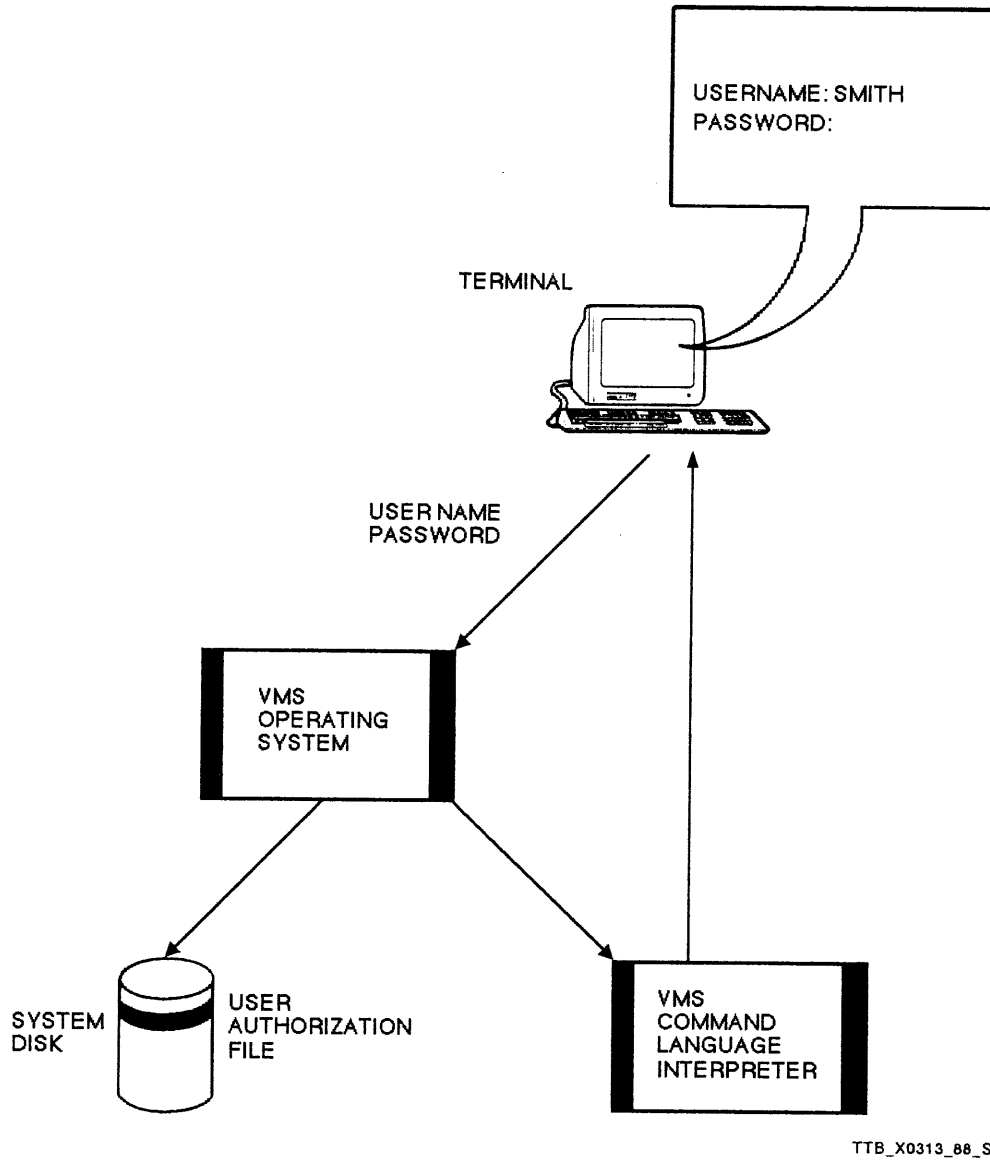 USERNAME: SMITH
PASSWORD:
TERMINAL
USER NAME
PASSWORD
VMS
OPERATING
SYSTEM
SYSTEM
DISK
USER
AUTHORIZATION
FILE
VMS
COMMAND
LANGUAGE
INTERPRETER
TTB_X0313_88_S